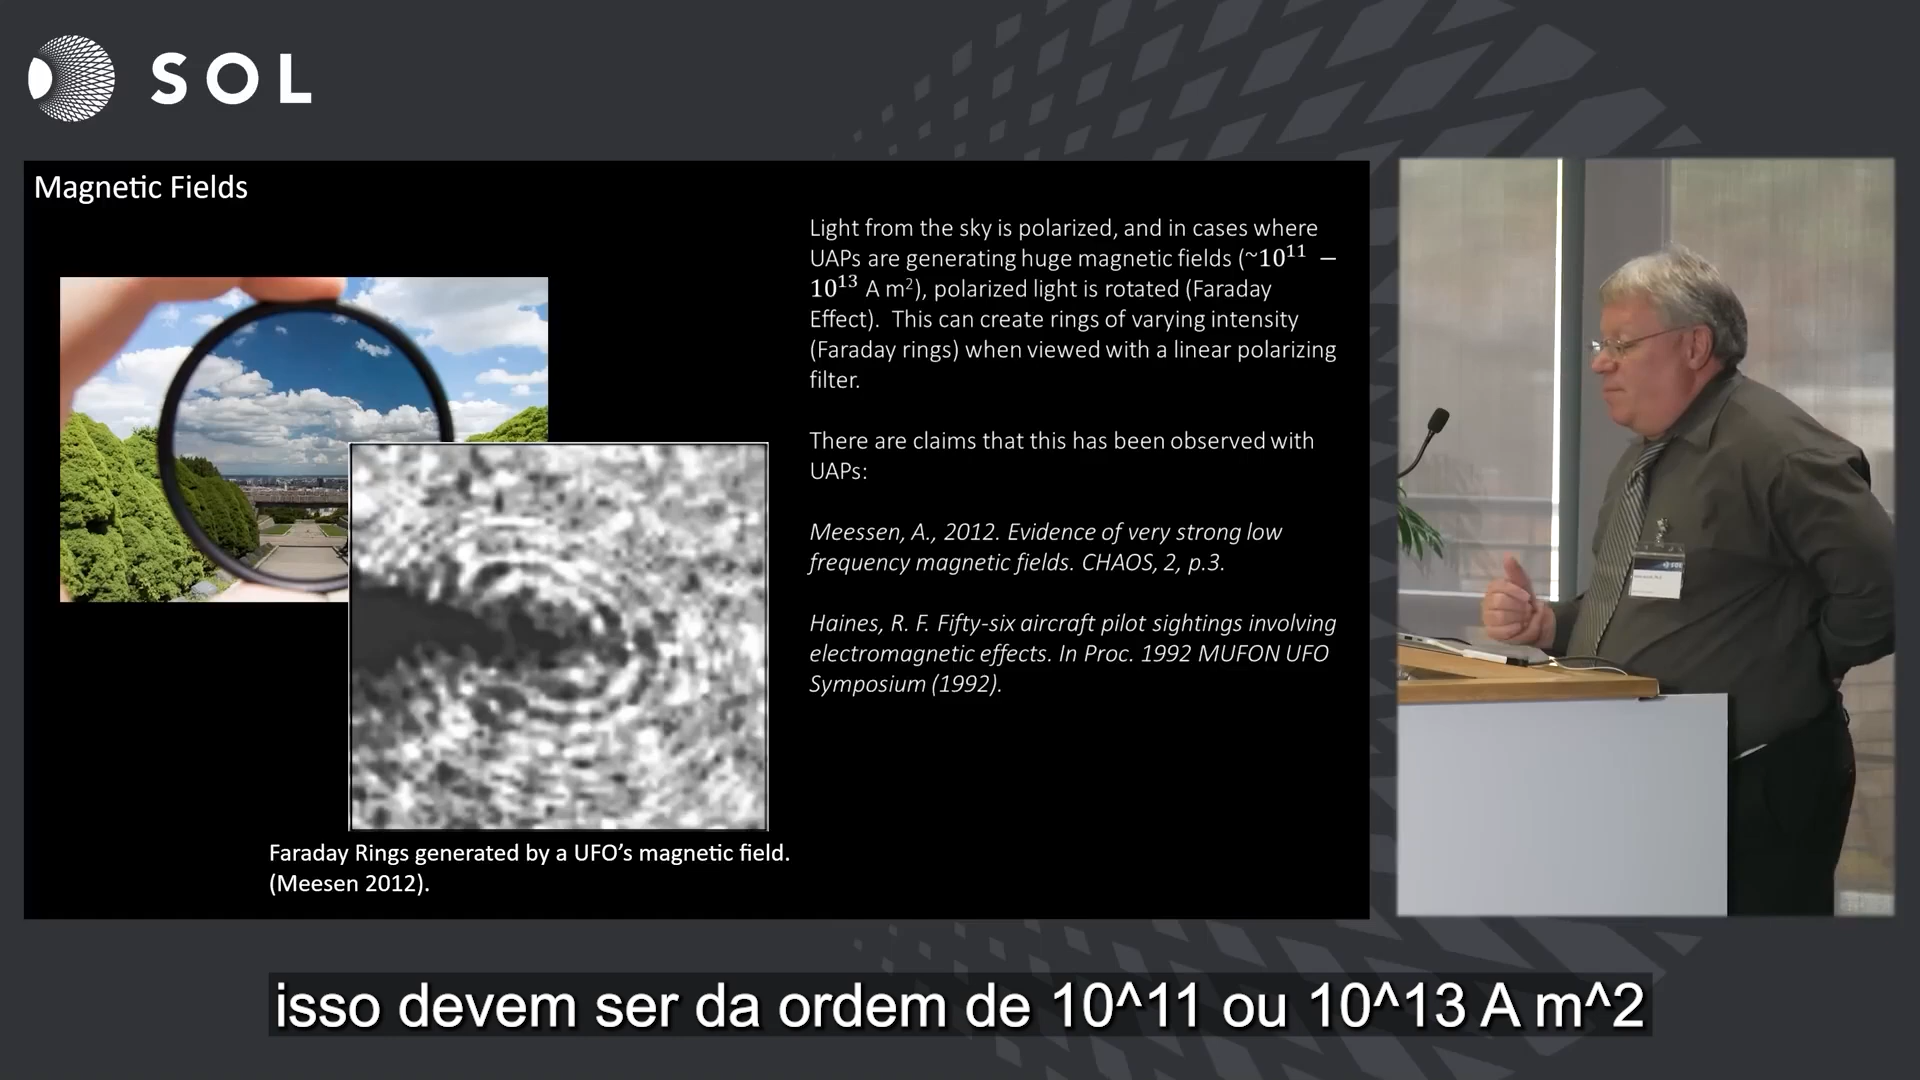 SOL
Magnetic Fields
Light from the sky is polarized, and in cases where
UAPs are generating huge magnetic fields (~10¹¹ –
10¹³ A m²), polarized light is rotated (Faraday
Effect).  This can create rings of varying intensity
(Faraday rings) when viewed with a linear polarizing
filter.
There are claims that this has been observed with
UAPs:
Meessen, A., 2012. Evidence of very strong low
frequency magnetic fields. CHAOS, 2, p.3.
Haines, R. F. Fifty-six aircraft pilot sightings involving
electromagnetic effects. In Proc. 1992 MUFON UFO
Symposium (1992).
Faraday Rings generated by a UFO’s magnetic field.
(Meesen 2012).
isso devem ser da ordem de 10^11 ou 10^13 A m^2